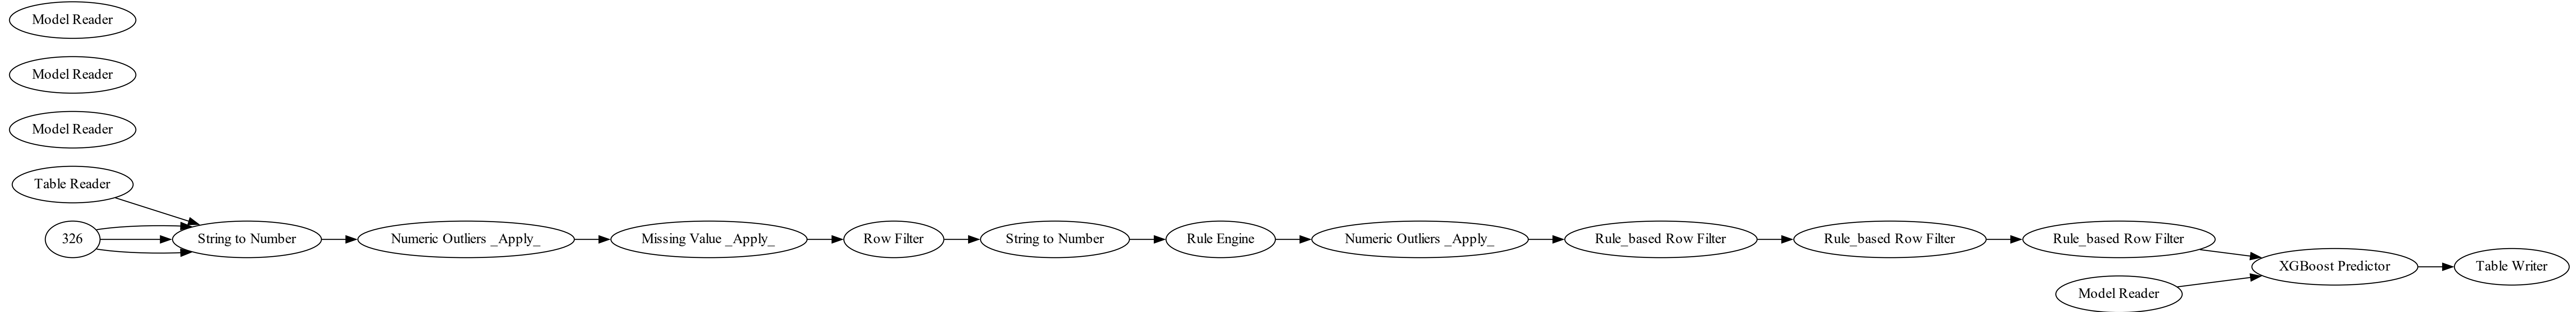 Model Reader
Model Reader
Model Reader
Table Reader
326
String to Number
Numeric Outliers _Apply_
Missing Value _Apply_
Row Filter
String to Number
Rule Engine
Numeric Outliers _Apply_
Rule_based Row Filter
Rule_based Row Filter
Rule_based Row Filter
Model Reader
XGBoost Predictor
Table Writer